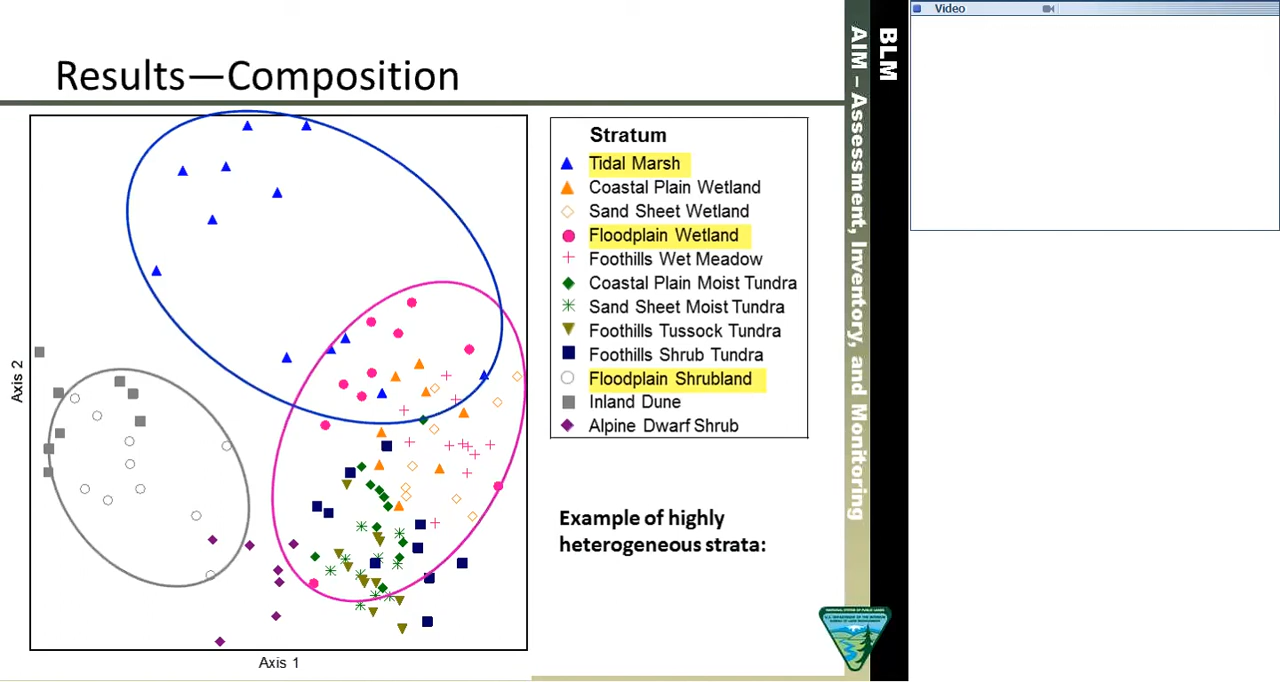 Results—Composition
Axis 2
Axis 1
Stratum
Tidal Marsh
Coastal Plain Wetland
Sand Sheet Wetland
Floodplain Wetland
Foothills Wet Meadow
Coastal Plain Moist Tundra
Sand Sheet Moist Tundra
Foothills Tussock Tundra
Foothills Shrub Tundra
Floodplain Shrubland
Inland Dune
Alpine Dwarf Shrub
Example of highly
heterogeneous strata:
BLM
AIM – Assessment, Inventory, and Monitoring
Video